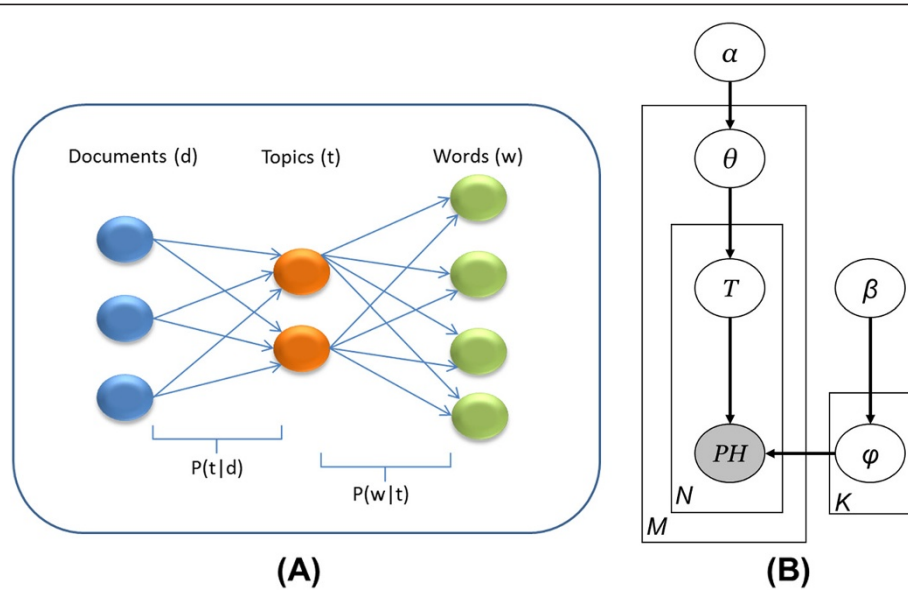 Documents (d)
Topics (t)
Words (w)
P(t|d)
P(w|t)
(A)
α
θ
T
β
PH
φ
N
K
M
(B)